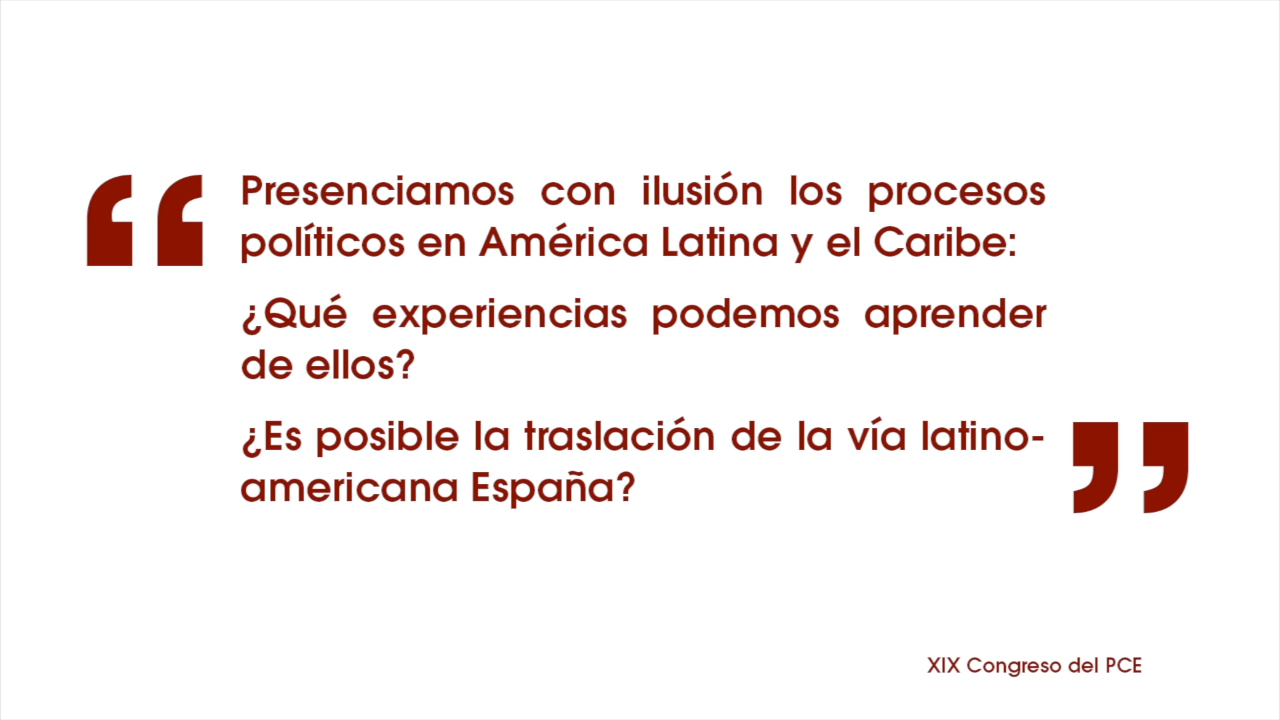 “Presenciamos con ilusión los procesos
políticos en América Latina y el Caribe:
¿Qué experiencias podemos aprender
de ellos?
¿Es posible la traslación de la vía latino-
americana España?”
XIX Congreso del PCE